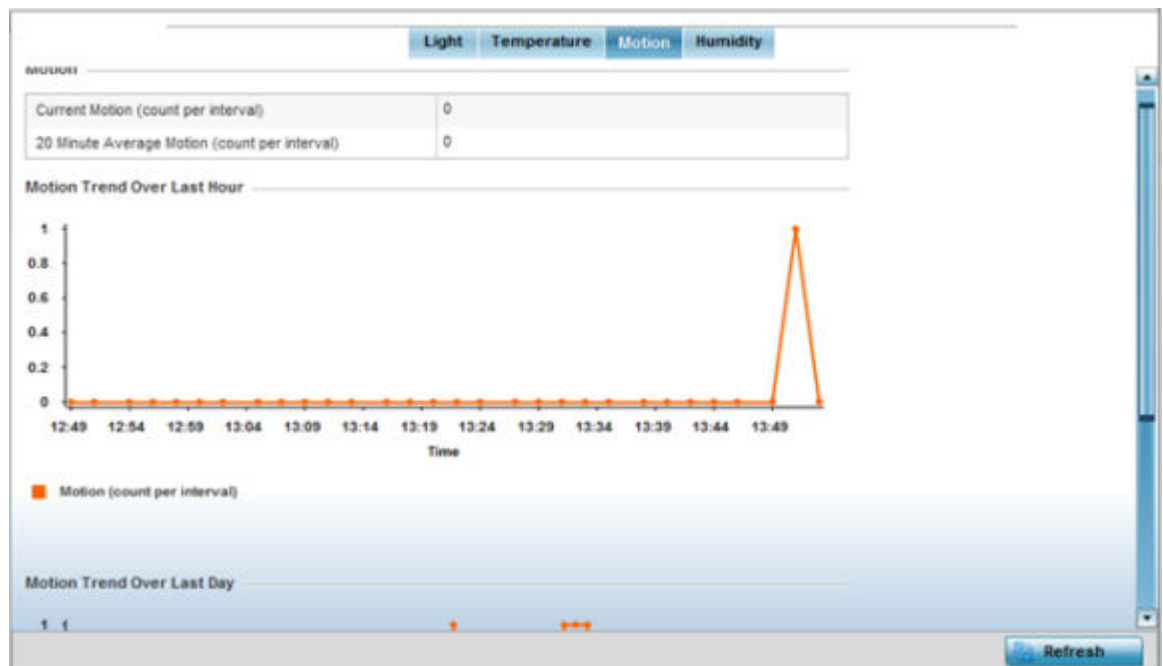 Light Temperature Motion Humidity
Motion
Current Motion (count per interval) 0
20 Minute Average Motion (count per interval) 0
Motion Trend Over Last Hour
1
0.8
0.6
0.4
0.2
0
12:49 12:54 12:59 13:04 13:09 13:14 13:19 13:24 13:29 13:34 13:39 13:44 13:49
Time
Motion (count per interval)
Motion Trend Over Last Day
1
Refresh